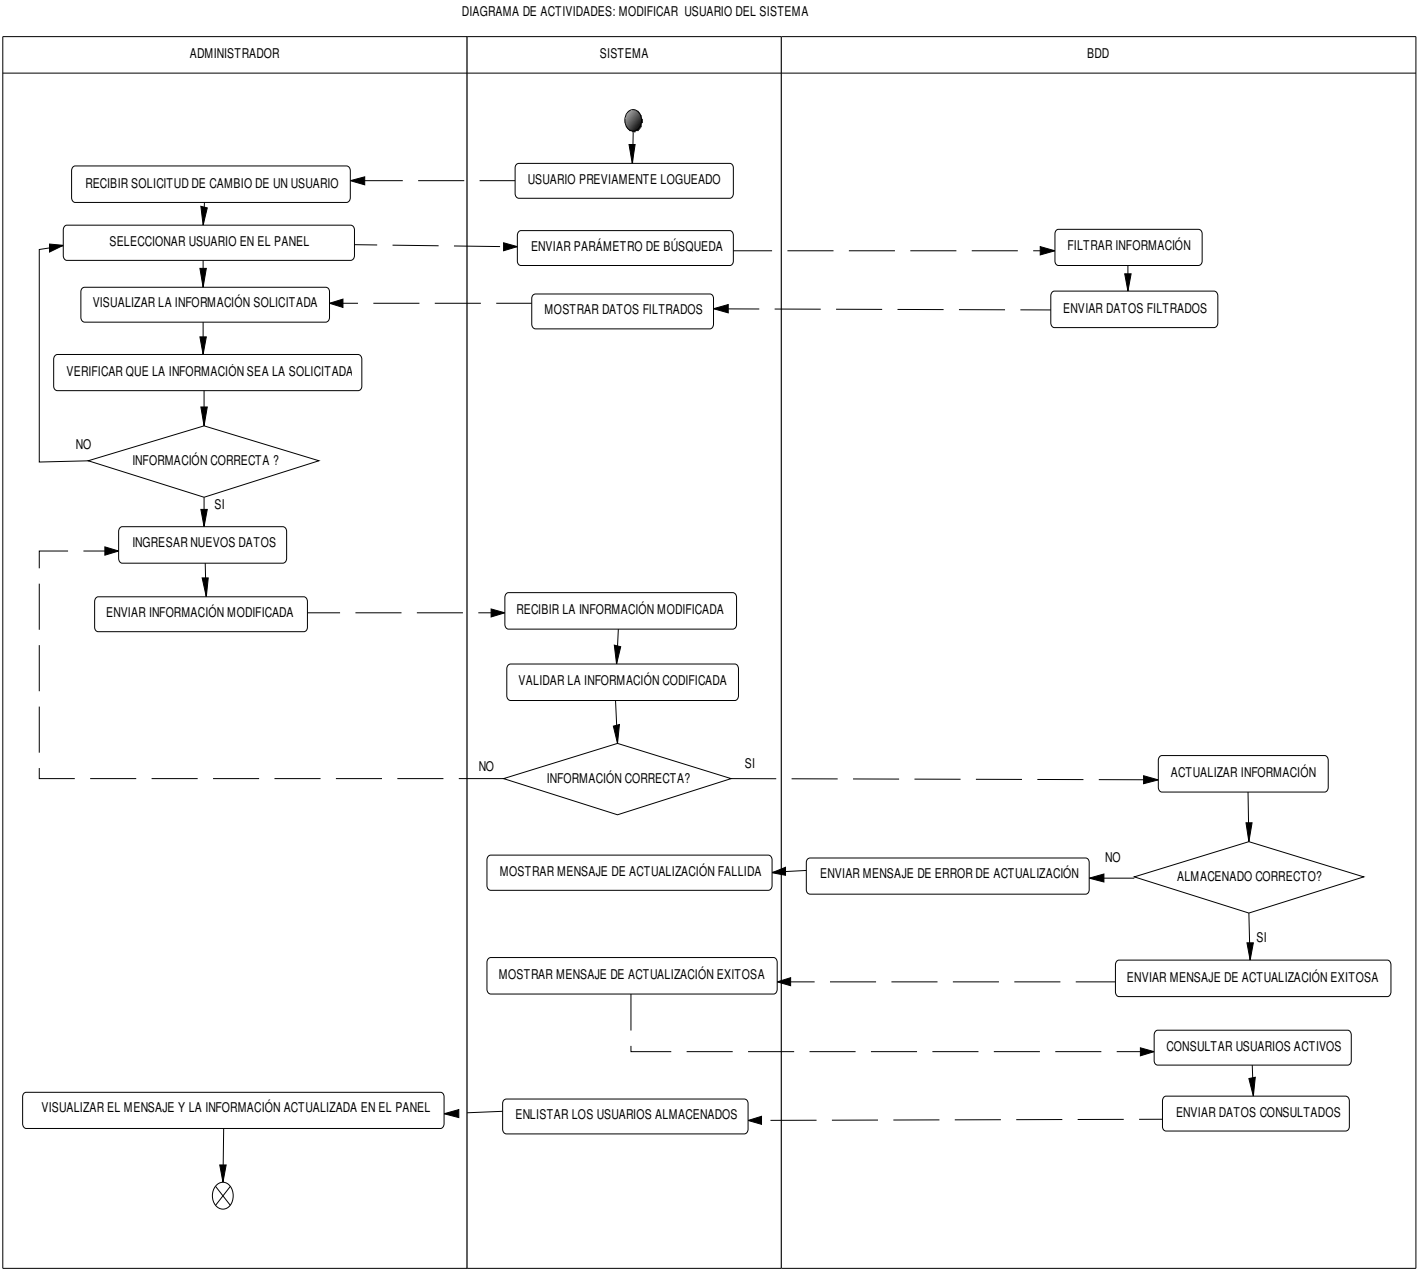 DIAGRAMA DE ACTIVIDADES: MODIFICAR USUARIO DEL SISTEMA
ADMINISTRADOR
SISTEMA
BDD
RECIBIR SOLICITUD DE CAMBIO DE UN USUARIO
USUARIO PREVIAMENTE LOGUEADO
SELECCIONAR USUARIO EN EL PANEL
ENVIAR PARÁMETRO DE BÚSQUEDA
FILTRAR INFORMACIÓN
VISUALIZAR LA INFORMACIÓN SOLICITADA
MOSTRAR DATOS FILTRADOS
ENVIAR DATOS FILTRADOS
VERIFICAR QUE LA INFORMACIÓN SEA LA SOLICITADA
NO
INFORMACIÓN CORRECTA ?
SI
INGRESAR NUEVOS DATOS
ENVIAR INFORMACIÓN MODIFICADA
RECIBIR LA INFORMACIÓN MODIFICADA
VALIDAR LA INFORMACIÓN CODIFICADA
NO
INFORMACIÓN CORRECTA?
SI
ACTUALIZAR INFORMACIÓN
MOSTRAR MENSAJE DE ACTUALIZACIÓN FALLIDA
ENVIAR MENSAJE DE ERROR DE ACTUALIZACIÓN
NO
ALMACENADO CORRECTO?
SI
MOSTRAR MENSAJE DE ACTUALIZACIÓN EXITOSA
ENVIAR MENSAJE DE ACTUALIZACIÓN EXITOSA
CONSULTAR USUARIOS ACTIVOS
VISUALIZAR EL MENSAJE Y LA INFORMACIÓN ACTUALIZADA EN EL PANEL
ENLISTAR LOS USUARIOS ALMACENADOS
ENVIAR DATOS CONSULTADOS